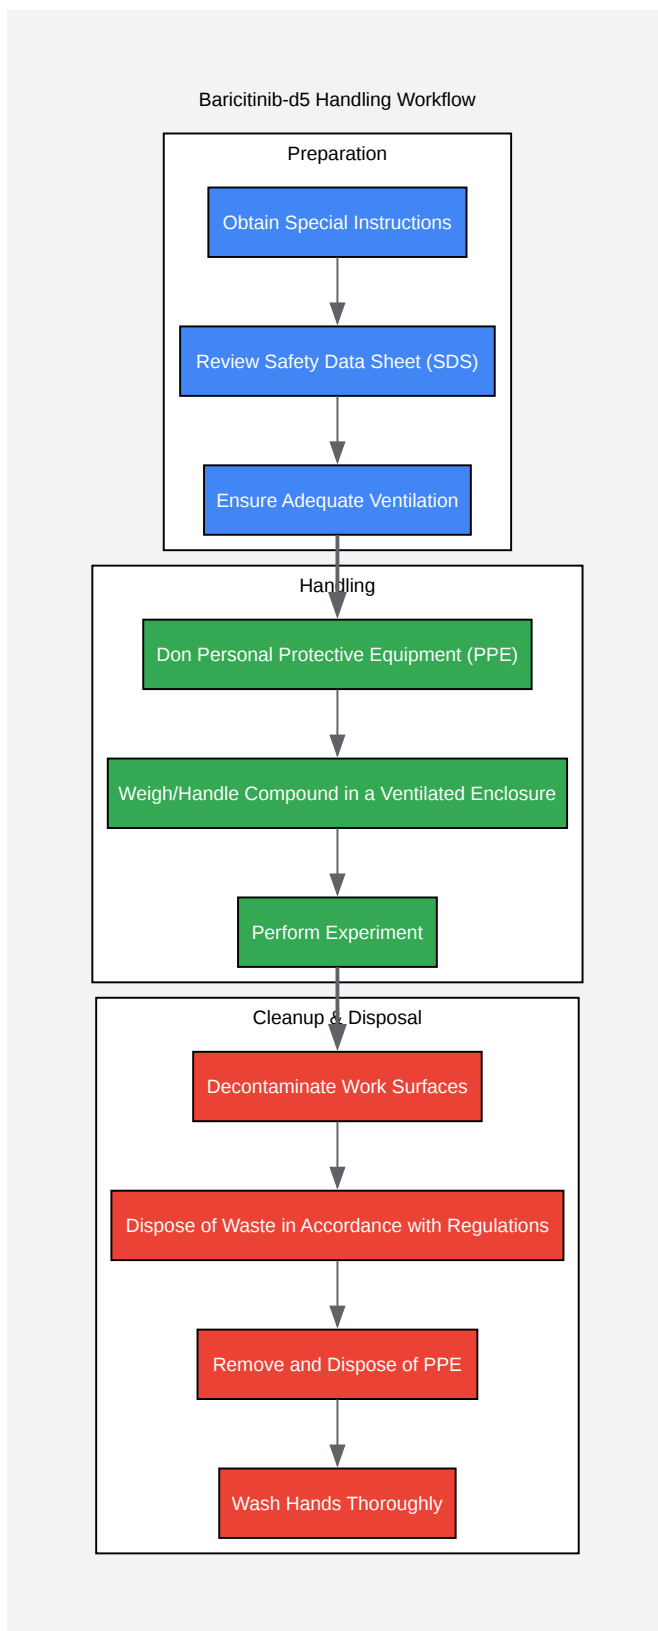 Baricitinib-d5 Handling Workflow
Preparation
Obtain Special Instructions
Review Safety Data Sheet (SDS)
Ensure Adequate Ventilation
Handling
Don Personal Protective Equipment (PPE)
Weigh/Handle Compound in a Ventilated Enclosure
Perform Experiment
Cleanup & Disposal
Decontaminate Work Surfaces
Dispose of Waste in Accordance with Regulations
Remove and Dispose of PPE
Wash Hands Thoroughly